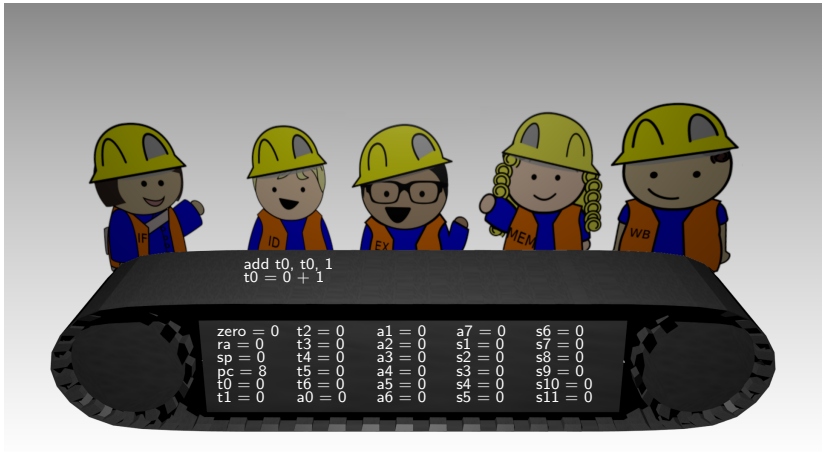 IF
ID
EX
MEM
WB
add t0, t0, 1
t0 = 0 + 1
zero = 0 t2 = 0 a1 = 0 a7 = 0 s6 = 0
ra = 0 t3 = 0 a2 = 0 s1 = 0 s7 = 0
sp = 0 t4 = 0 a3 = 0 s2 = 0 s8 = 0
pc = 8 t5 = 0 a4 = 0 s3 = 0 s9 = 0
t0 = 0 t6 = 0 a5 = 0 s4 = 0 s10 = 0
t1 = 0 a0 = 0 a6 = 0 s5 = 0 s11 = 0